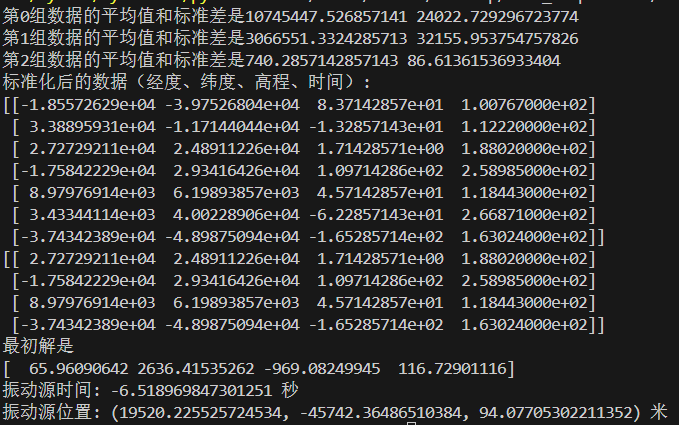 第0组数据的平均值和标准差是10745447.526857141 24022.729296723774
第1组数据的平均值和标准差是3066551.3324285713 32155.953754757826
第2组数据的平均值和标准差是740.2857142857143 86.61361536933404
标准化后的数据（经度、纬度、高程、时间）:
[[-1.85572629e+04 -3.97526804e+04  8.37142857e+01  1.00767000e+02]
 [ 3.38895931e+04 -1.17144044e+04 -1.32857143e+01  1.12220000e+02]
 [ 2.72729211e+04  2.48911226e+04  1.71428571e+00  1.88020000e+02]
 [-1.75842229e+04  2.93416426e+04  1.09714286e+02  2.58985000e+02]
 [ 8.97976914e+03  6.19893857e+03  4.57142857e+01  1.18443000e+02]
 [ 3.43344114e+03  4.00228906e+04 -6.22857143e+01  2.66871000e+02]
 [-3.74342389e+04 -4.89875094e+04 -1.65285714e+02  1.63024000e+02]]
[[ 2.72729211e+04  2.48911226e+04  1.71428571e+00  1.88020000e+02]
 [-1.75842229e+04  2.93416426e+04  1.09714286e+02  2.58985000e+02]
 [ 8.97976914e+03  6.19893857e+03  4.57142857e+01  1.18443000e+02]
 [-3.74342389e+04 -4.89875094e+04 -1.65285714e+02  1.63024000e+02]]
最初解是
[  65.96090642 2636.41535262 -969.08249945  116.72901116]
振动源时间: -6.518969847301251 秒
振动源位置: (19520.225525724534, -45742.36486510384, 94.07705302211352) 米